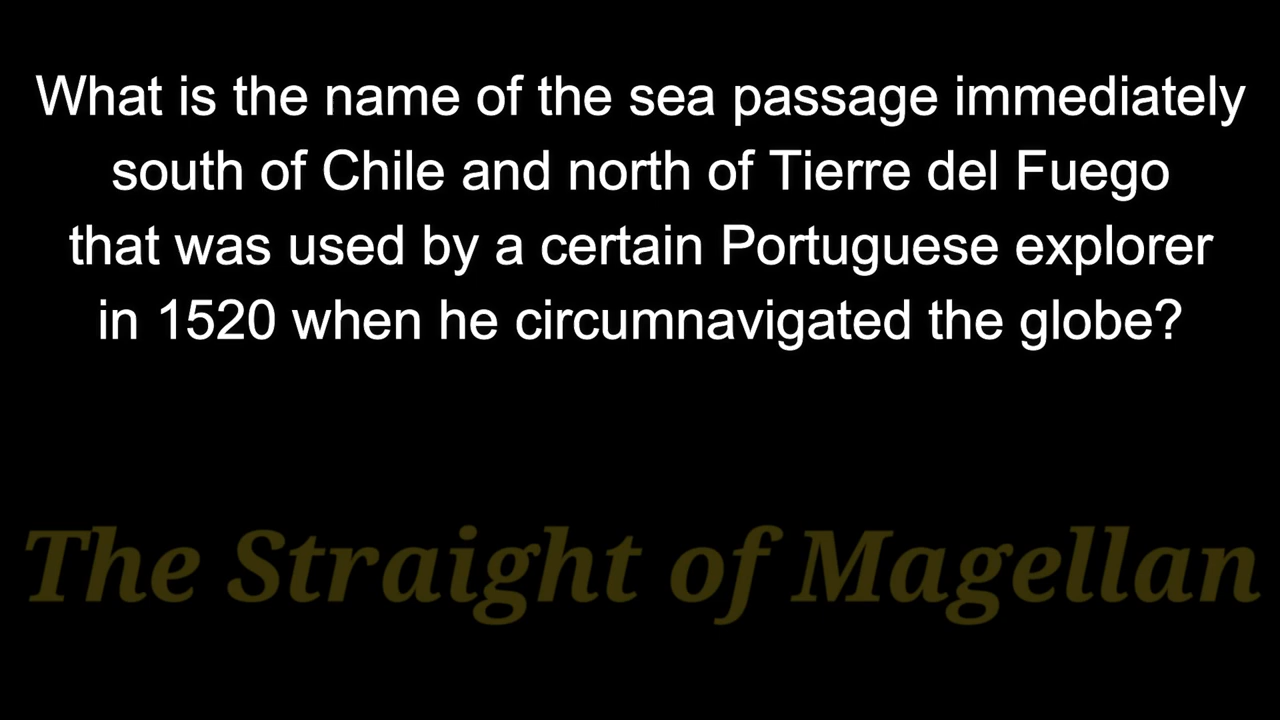 What is the name of the sea passage immediately
south of Chile and north of Tierre del Fuego
that was used by a certain Portuguese explorer
in 1520 when he circumnavigated the globe?
The Straight of Magellan